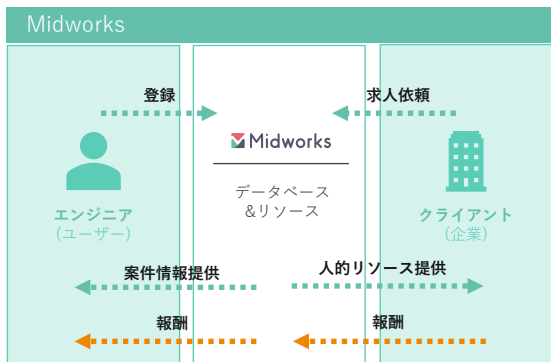 Midworks
登録
求人依頼
Midworks
データベース
&リソース
エンジニア
(ユーザー)
クライアント
(企業)
案件情報提供
人的リソース提供
報酬
報酬